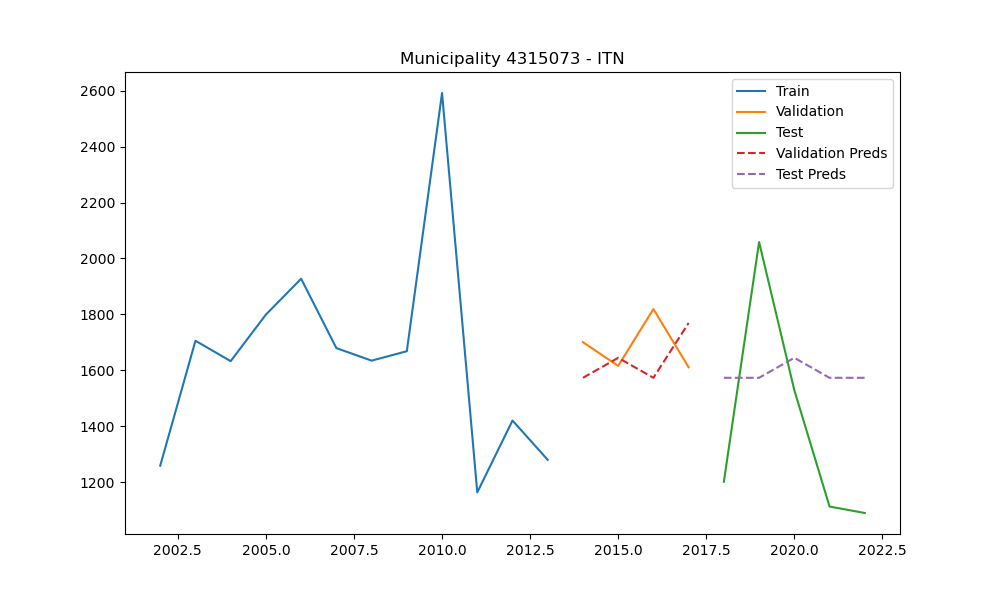 Municipality 4315073 - ITN
2600
2400
2200
2000
1800
1600
1400
1200
Train
Validation
Test
Validation Preds
Test Preds
2002.5 2005.0 2007.5 2010.0 2012.5 2015.0 2017.5 2020.0 2022.5